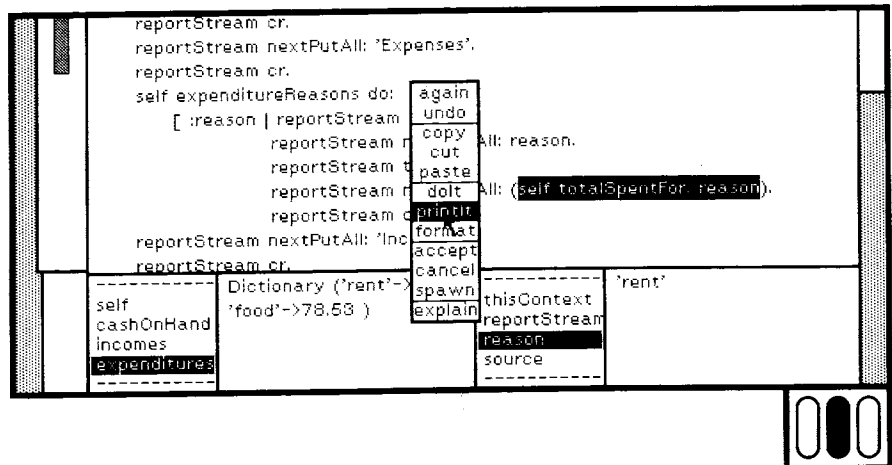 reportStream cr.
reportStream nextPutAll: 'Expenses'.
reportStream cr.
self expenditureReasons do:
[ :reason | reportStream
reportStream n
All: reason.
reportStream t
reportStream n
All: (self totalSpentFor: reason).
reportStream c
reportStream nextPutAll: 'Inc
reportStream cr.
again
undo
copy
cut
paste
doIt
printIt
format
accept
cancel
spawn
explain
self
cashOnHand
incomes
expenditures
Dictionary ('rent'->
'food'->78.53 )
thisContext
reportStream
reason
source
'rent'